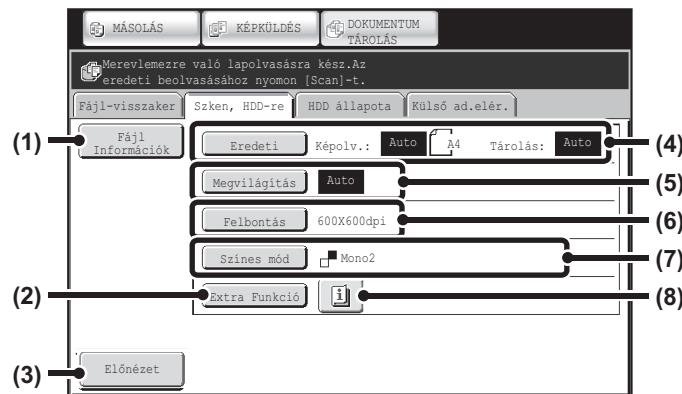 MÁSOLÁS
KÉPKÜLDÉS
DOKUMENTUM
TÁROLÁS
Merevlemezre való lapolvasásra kész.Az
eredeti beolvasásához nyomon [Scan]-t.
Fájl-visszaker
Szken, HDD-re
HDD állapota
Külső ad.elér.
(1)
Fájl
Információk
Eredeti
Képolv.:
Auto
A4
Tárolás:
Auto
(4)
Megvilágítás
Auto
(5)
Felbontás
600X600dpi
(6)
Színes mód
Mono2
(7)
(2)
Extra Funkció
(8)
(3)
Előnézet